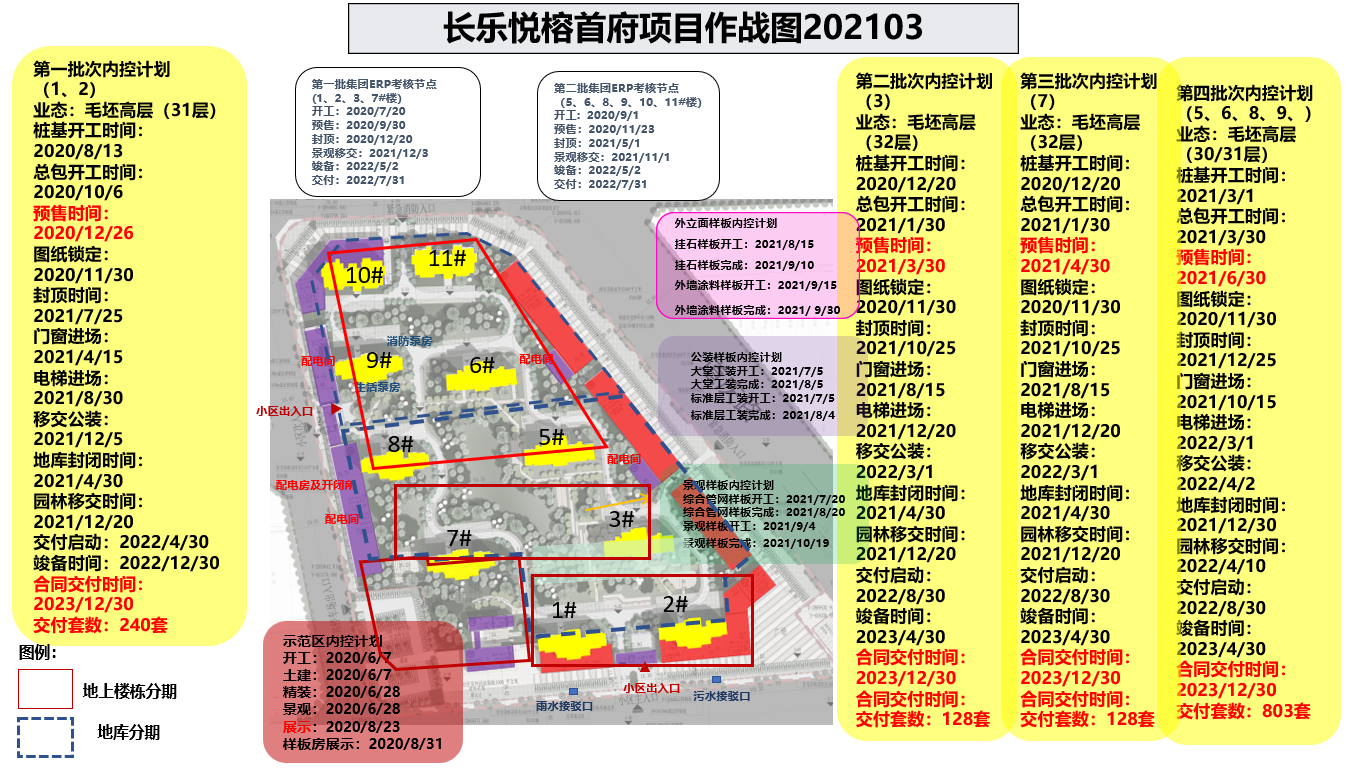 长乐悦榕首府项目作战图202103
第一批次内控计划
（1、2）
业态：毛坯高层（31层）
桩基开工时间：
2020/8/13
总包开工时间：
2020/10/6
预售时间：
2020/12/26
图纸锁定：
2020/11/30
封顶时间：
2021/7/25
门窗进场：
2021/4/15
电梯进场：
2021/8/30
移交公装：
2021/12/5
地库封闭时间：
2021/4/30
园林移交时间：
2021/12/20
交付启动：2022/4/30
竣备时间：2022/12/30
合同交付时间：
2023/12/30
交付套数：240套
图例：
地上楼栋分期
地库分期
第一批集团ERP考核节点
(1、2、3、7#楼)
开工：2020/7/20
预售：2020/9/30
封顶：2020/12/20
景观移交：2021/12/3
竣备：2022/5/2
交付：2022/7/31
第二批集团ERP考核节点
（5、6、8、9、10、11#楼)
开工：2020/9/1
预售：2020/11/23
封顶：2021/5/1
景观移交：2021/11/1
竣备：2022/5/2
交付：2022/7/31
外立面样板内控计划
挂石样板开工：2021/8/15
挂石样板完成：2021/9/10
外墙涂料样板开工：2021/9/15
外墙涂料样板完成：2021/ 9/30
公装样板内控计划
大堂工装开工：2021/7/5
大堂工装完成：2021/8/5
标准层工装开工：2021/7/5
标准层工装完成：2021/8/4
景观样板内控计划
综合管网样板开工：2021/7/20
综合管网样板完成：2021/8/20
景观样板开工：2021/9/4
景观样板完成：2021/10/19
10#
11#
消防泵房
配电间
9#
6#
配电间
生活泵房
小区出入口
8#
5#
配电间
配电房及开闭所
配电间
7#
3#
1#
2#
小区出入口
雨水接驳口
污水接驳口
示范区内控计划
开工：2020/6/7
土建：2020/6/7
精装：2020/6/28
景观：2020/6/28
展示：2020/8/23
样板房展示：2020/8/31
第二批次内控计划
（3）
业态：毛坯高层
（32层）
桩基开工时间：
2020/12/20
总包开工时间：
2021/1/30
预售时间：
2021/3/30
图纸锁定：
2020/11/30
封顶时间：
2021/10/25
门窗进场：
2021/8/15
电梯进场：
2021/12/20
移交公装：
2022/3/1
地库封闭时间：
2021/4/30
园林移交时间：
2021/12/20
交付启动：
2022/8/30
竣备时间：
2023/4/30
合同交付时间：
2023/12/30
合同交付时间：
交付套数：128套
第三批次内控计划
（7）
业态：毛坯高层
（32层）
桩基开工时间：
2020/12/20
总包开工时间：
2021/1/30
预售时间：
2021/4/30
图纸锁定：
2020/11/30
封顶时间：
2021/10/25
门窗进场：
2021/8/15
电梯进场：
2021/12/20
移交公装：
2022/3/1
地库封闭时间：
2021/4/30
园林移交时间：
2021/12/20
交付启动：
2022/8/30
竣备时间：
2023/4/30
合同交付时间：
2023/12/30
合同交付时间：
交付套数：128套
第四批次内控计划
（5、6、8、9、）
业态：毛坯高层
（30/31层）
桩基开工时间：
2021/3/1
总包开工时间：
2021/3/30
预售时间：
2021/6/30
图纸锁定：
2020/11/30
封顶时间：
2021/12/25
门窗进场：
2021/10/15
电梯进场：
2022/3/1
移交公装：
2022/4/2
地库封闭时间：
2021/12/30
园林移交时间：
2022/4/10
交付启动：
2022/8/30
竣备时间：
2023/4/30
合同交付时间：
2023/12/30
交付套数：803套